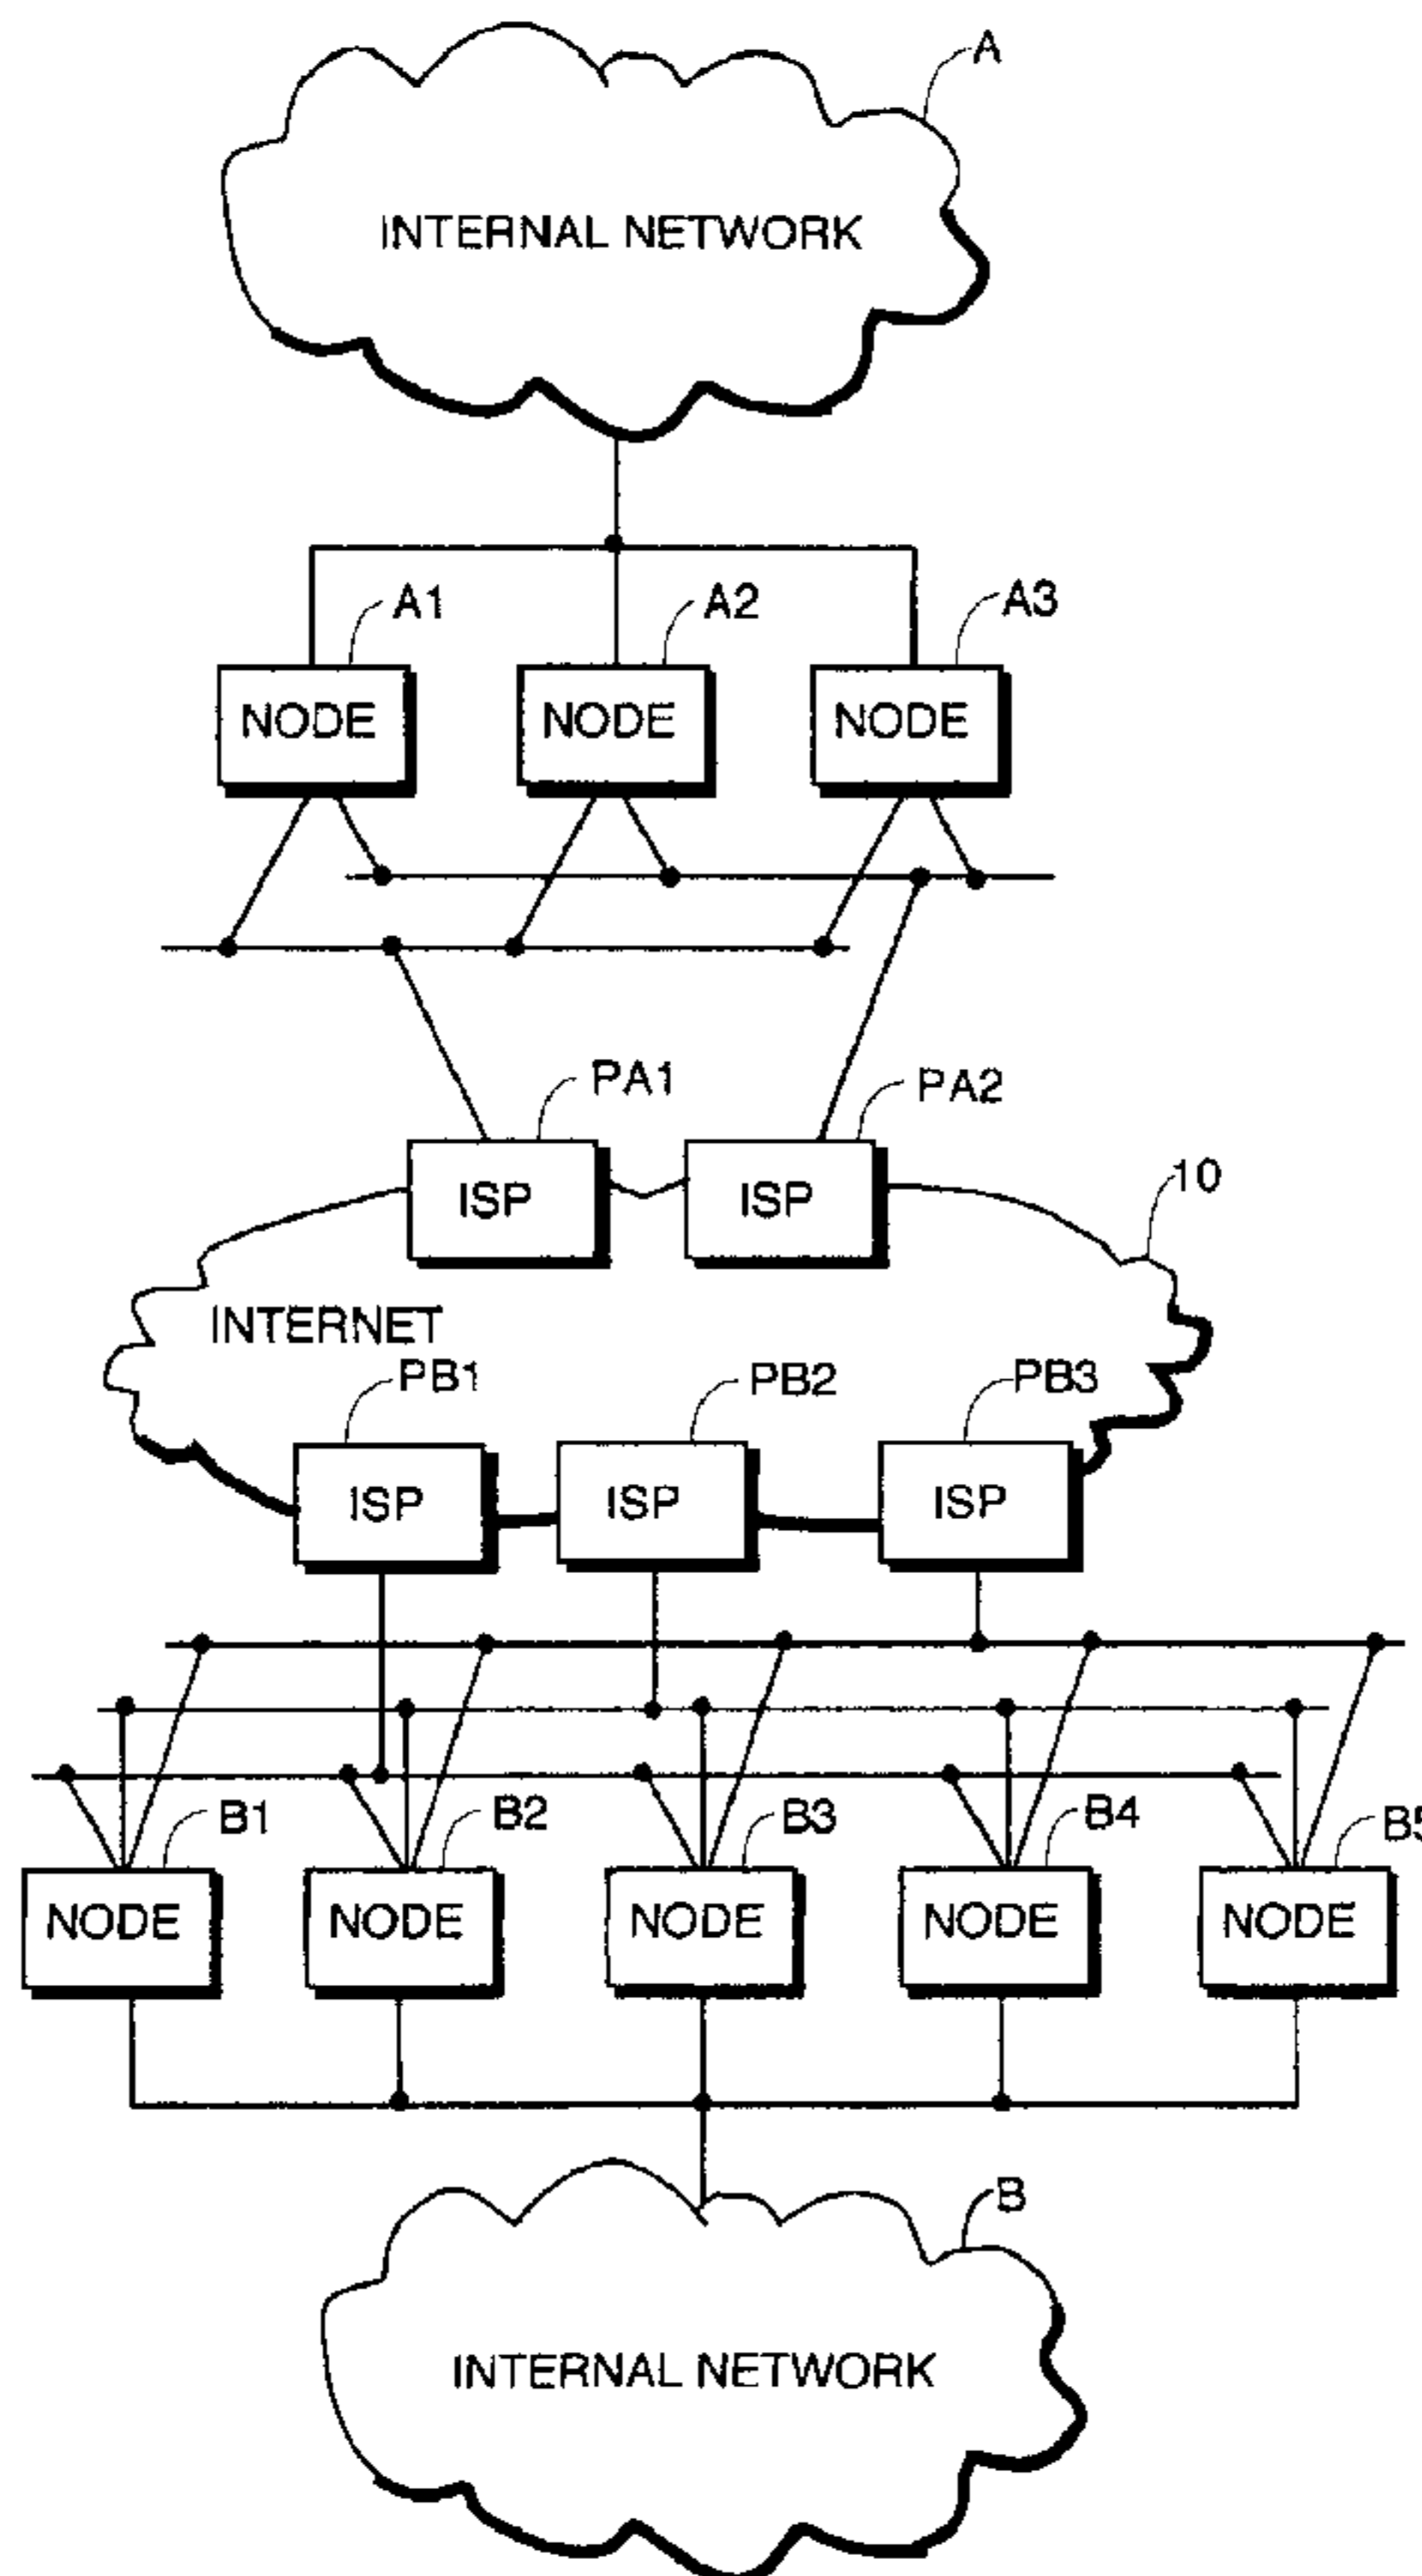 A
INTERNAL NETWORK
A1
A2
A3
NODE
NODE
NODE
PA1
PA2
ISP
ISP
10
INTERNET
PB1
PB2
PB3
ISP
ISP
ISP
B1
B2
B3
B4
B5
NODE
NODE
NODE
NODE
NODE
B
INTERNAL NETWORK